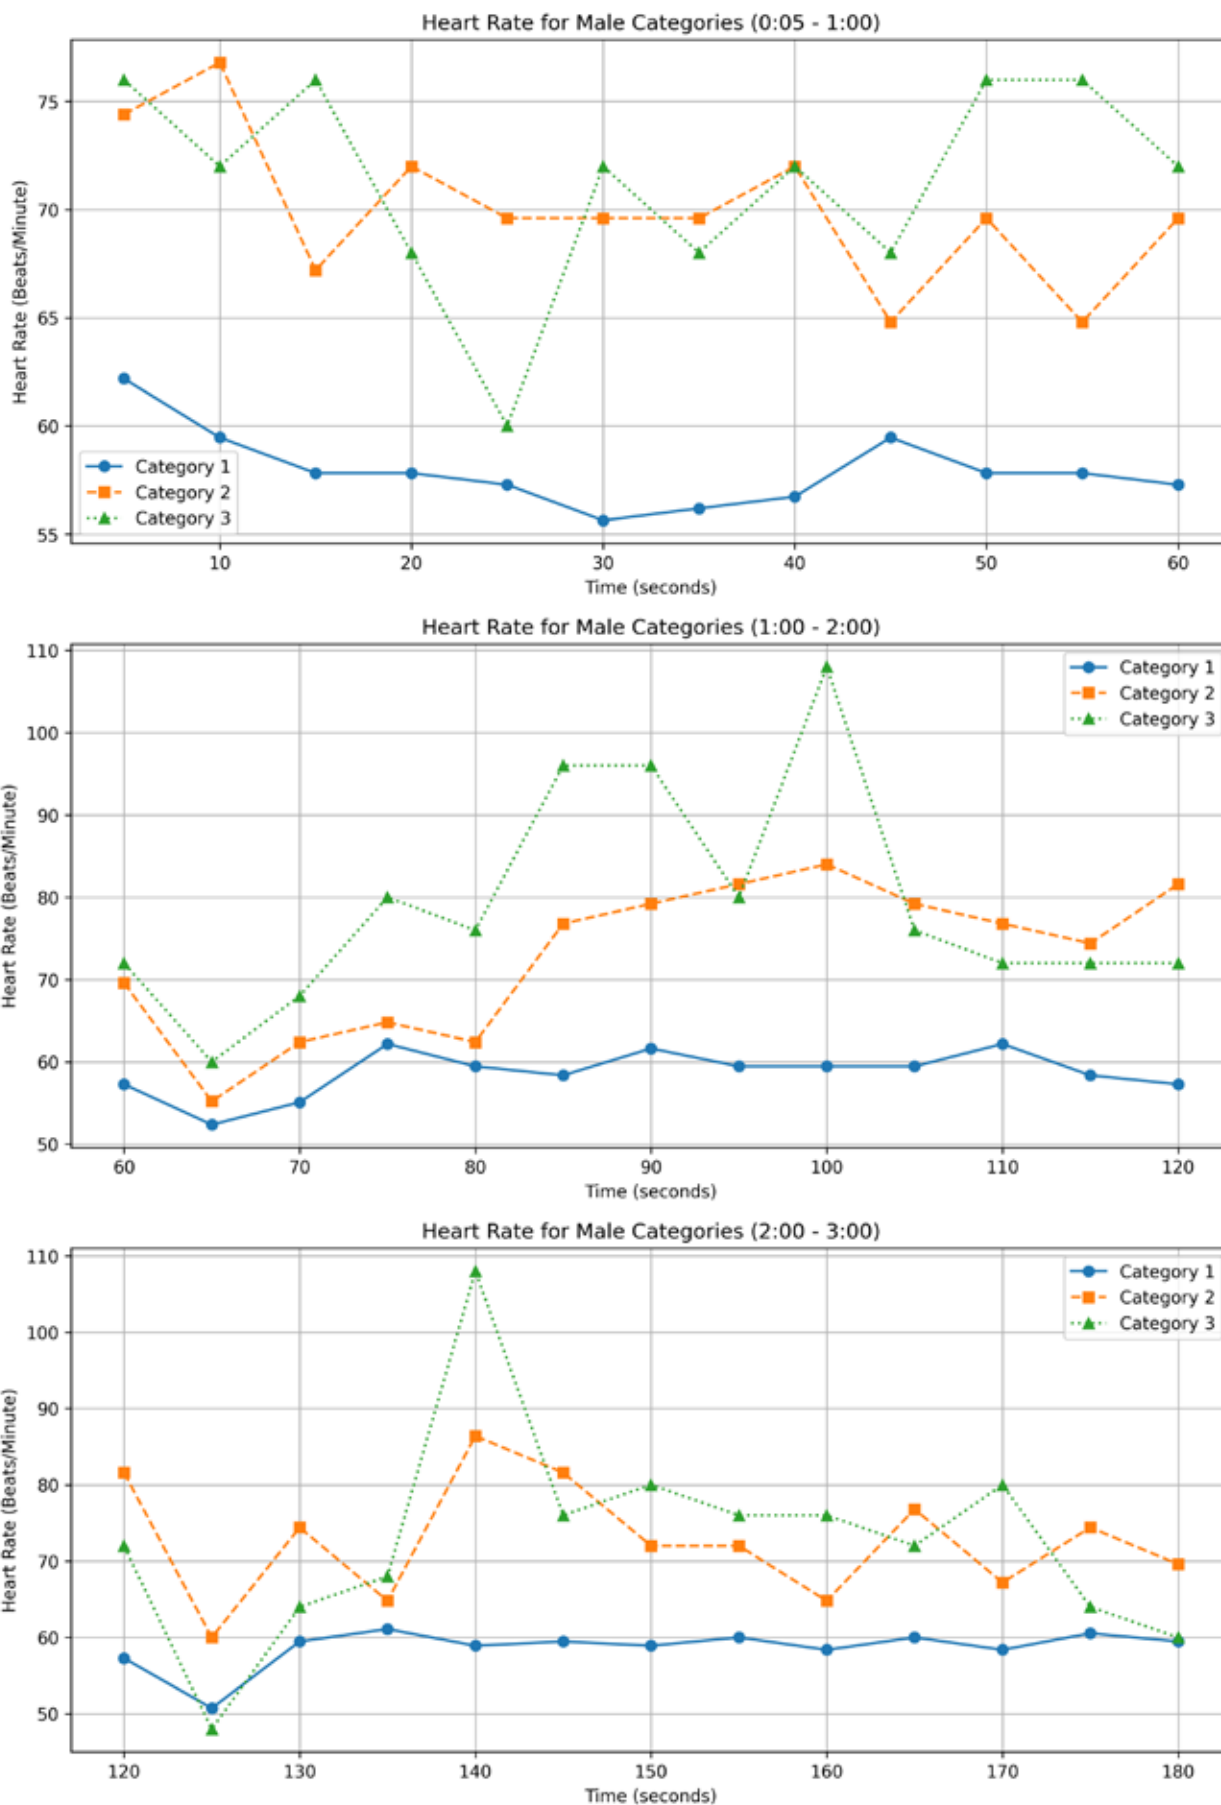 Heart Rate for Male Categories (0:05 - 1:00)
75
70
65
60
55
Heart Rate (Beats/Minute)
Category 1
Category 2
Category 3
10 20 30 40 50 60
Time (seconds)
Heart Rate for Male Categories (1:00 - 2:00)
110
100
90
80
70
60
50
Heart Rate (Beats/Minute)
Category 1
Category 2
Category 3
60 70 80 90 100 110 120
Time (seconds)
Heart Rate for Male Categories (2:00 - 3:00)
110
100
90
80
70
60
50
Heart Rate (Beats/Minute)
Category 1
Category 2
Category 3
120 130 140 150 160 170 180
Time (seconds)